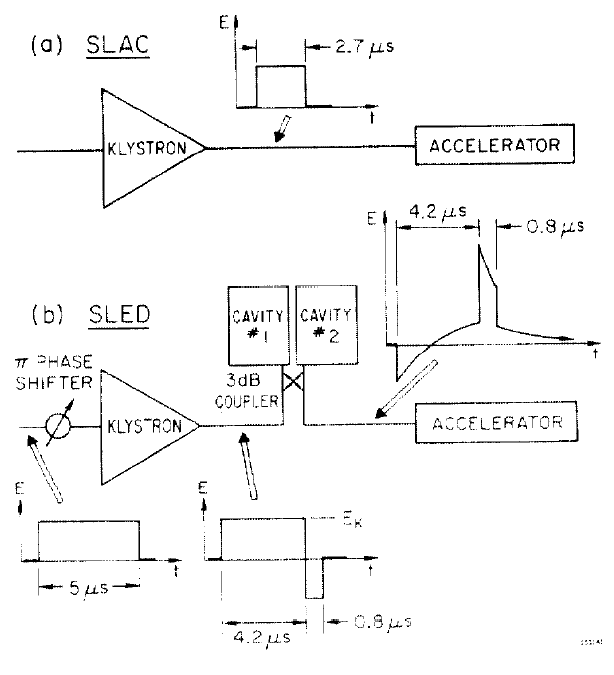 (a) SLAC
E
2.7 μs
t
KLYSTRON
ACCELERATOR
4.2 μs
E
0.8 μs
t
(b) SLED
CAVITY
#1
CAVITY
#2
π PHASE
SHIFTER
3dB
COUPLER
KLYSTRON
ACCELERATOR
E
t
5 μs
E
E_K
t
4.2 μs
0.8 μs